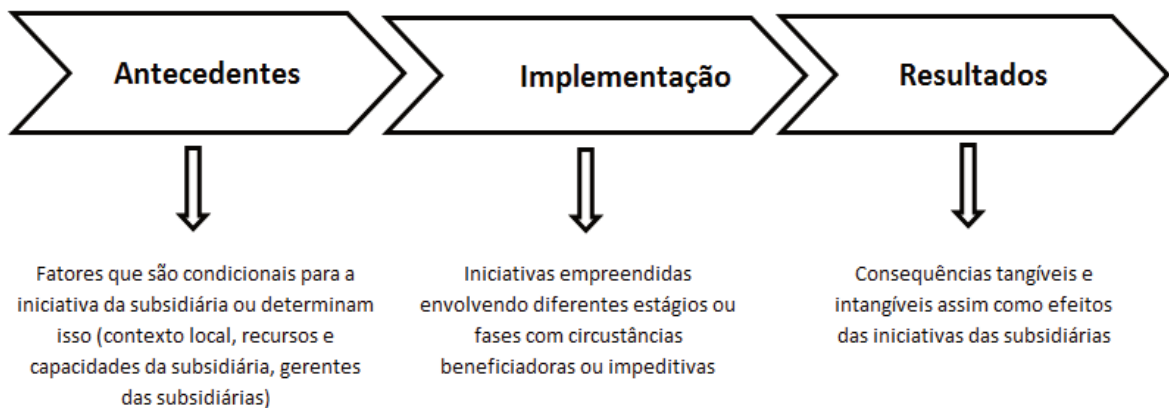 Antecedentes
Implementação
Resultados
Fatores que são condicionais para a
iniciativa da subsidiária ou determinam
isso (contexto local, recursos e
capacidades da subsidiária, gerentes
das subsidiárias)
Iniciativas empreendidas
envolvendo diferentes estágios ou
fases com circustâncias
beneficiadoras ou impeditivas
Consequências tangíveis e
intangíveis assim como efeitos
das iniciativas das subsidiárias